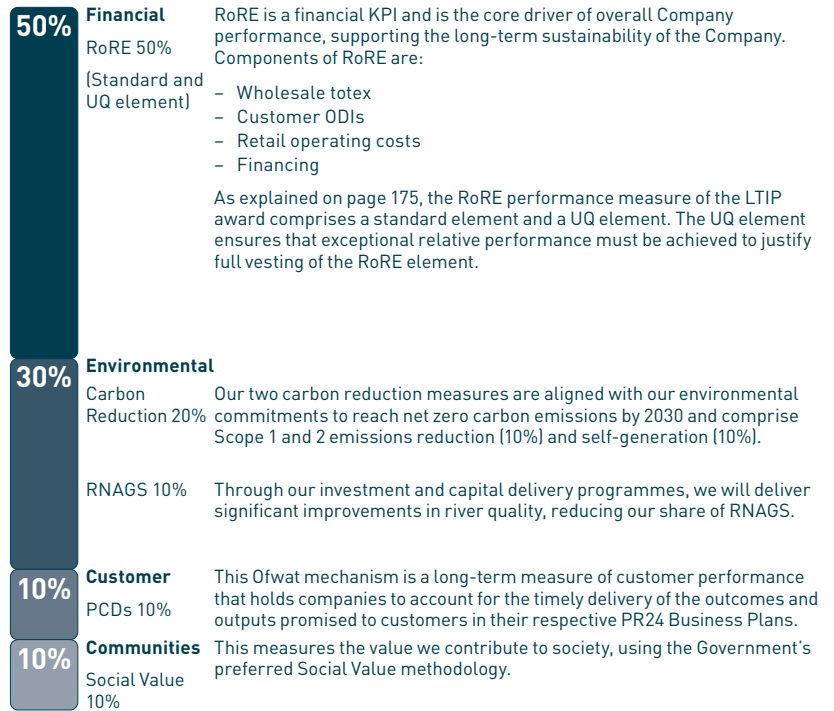 50%
Financial
RoRE 50%
(Standard and
UQ element)
RoRE is a financial KPI and is the core driver of overall Company
performance, supporting the long-term sustainability of the Company.
Components of RoRE are:
– Wholesale totex
– Customer ODIs
– Retail operating costs
– Financing
As explained on page 175, the RoRE performance measure of the LTIP
award comprises a standard element and a UQ element. The UQ element
ensures that exceptional relative performance must be achieved to justify
full vesting of the RoRE element.
30%
Environmental
Carbon
Reduction 20%
Our two carbon reduction measures are aligned with our environmental
commitments to reach net zero carbon emissions by 2030 and comprise
Scope 1 and 2 emissions reduction (10%) and self-generation (10%).
RNAGS 10%
Through our investment and capital delivery programmes, we will deliver
significant improvements in river quality, reducing our share of RNAGS.
10%
Customer
PCDs 10%
This Ofwat mechanism is a long-term measure of customer performance
that holds companies to account for the timely delivery of the outcomes and
outputs promised to customers in their respective PR24 Business Plans.
10%
Communities
Social Value
10%
This measures the value we contribute to society, using the Government's
preferred Social Value methodology.